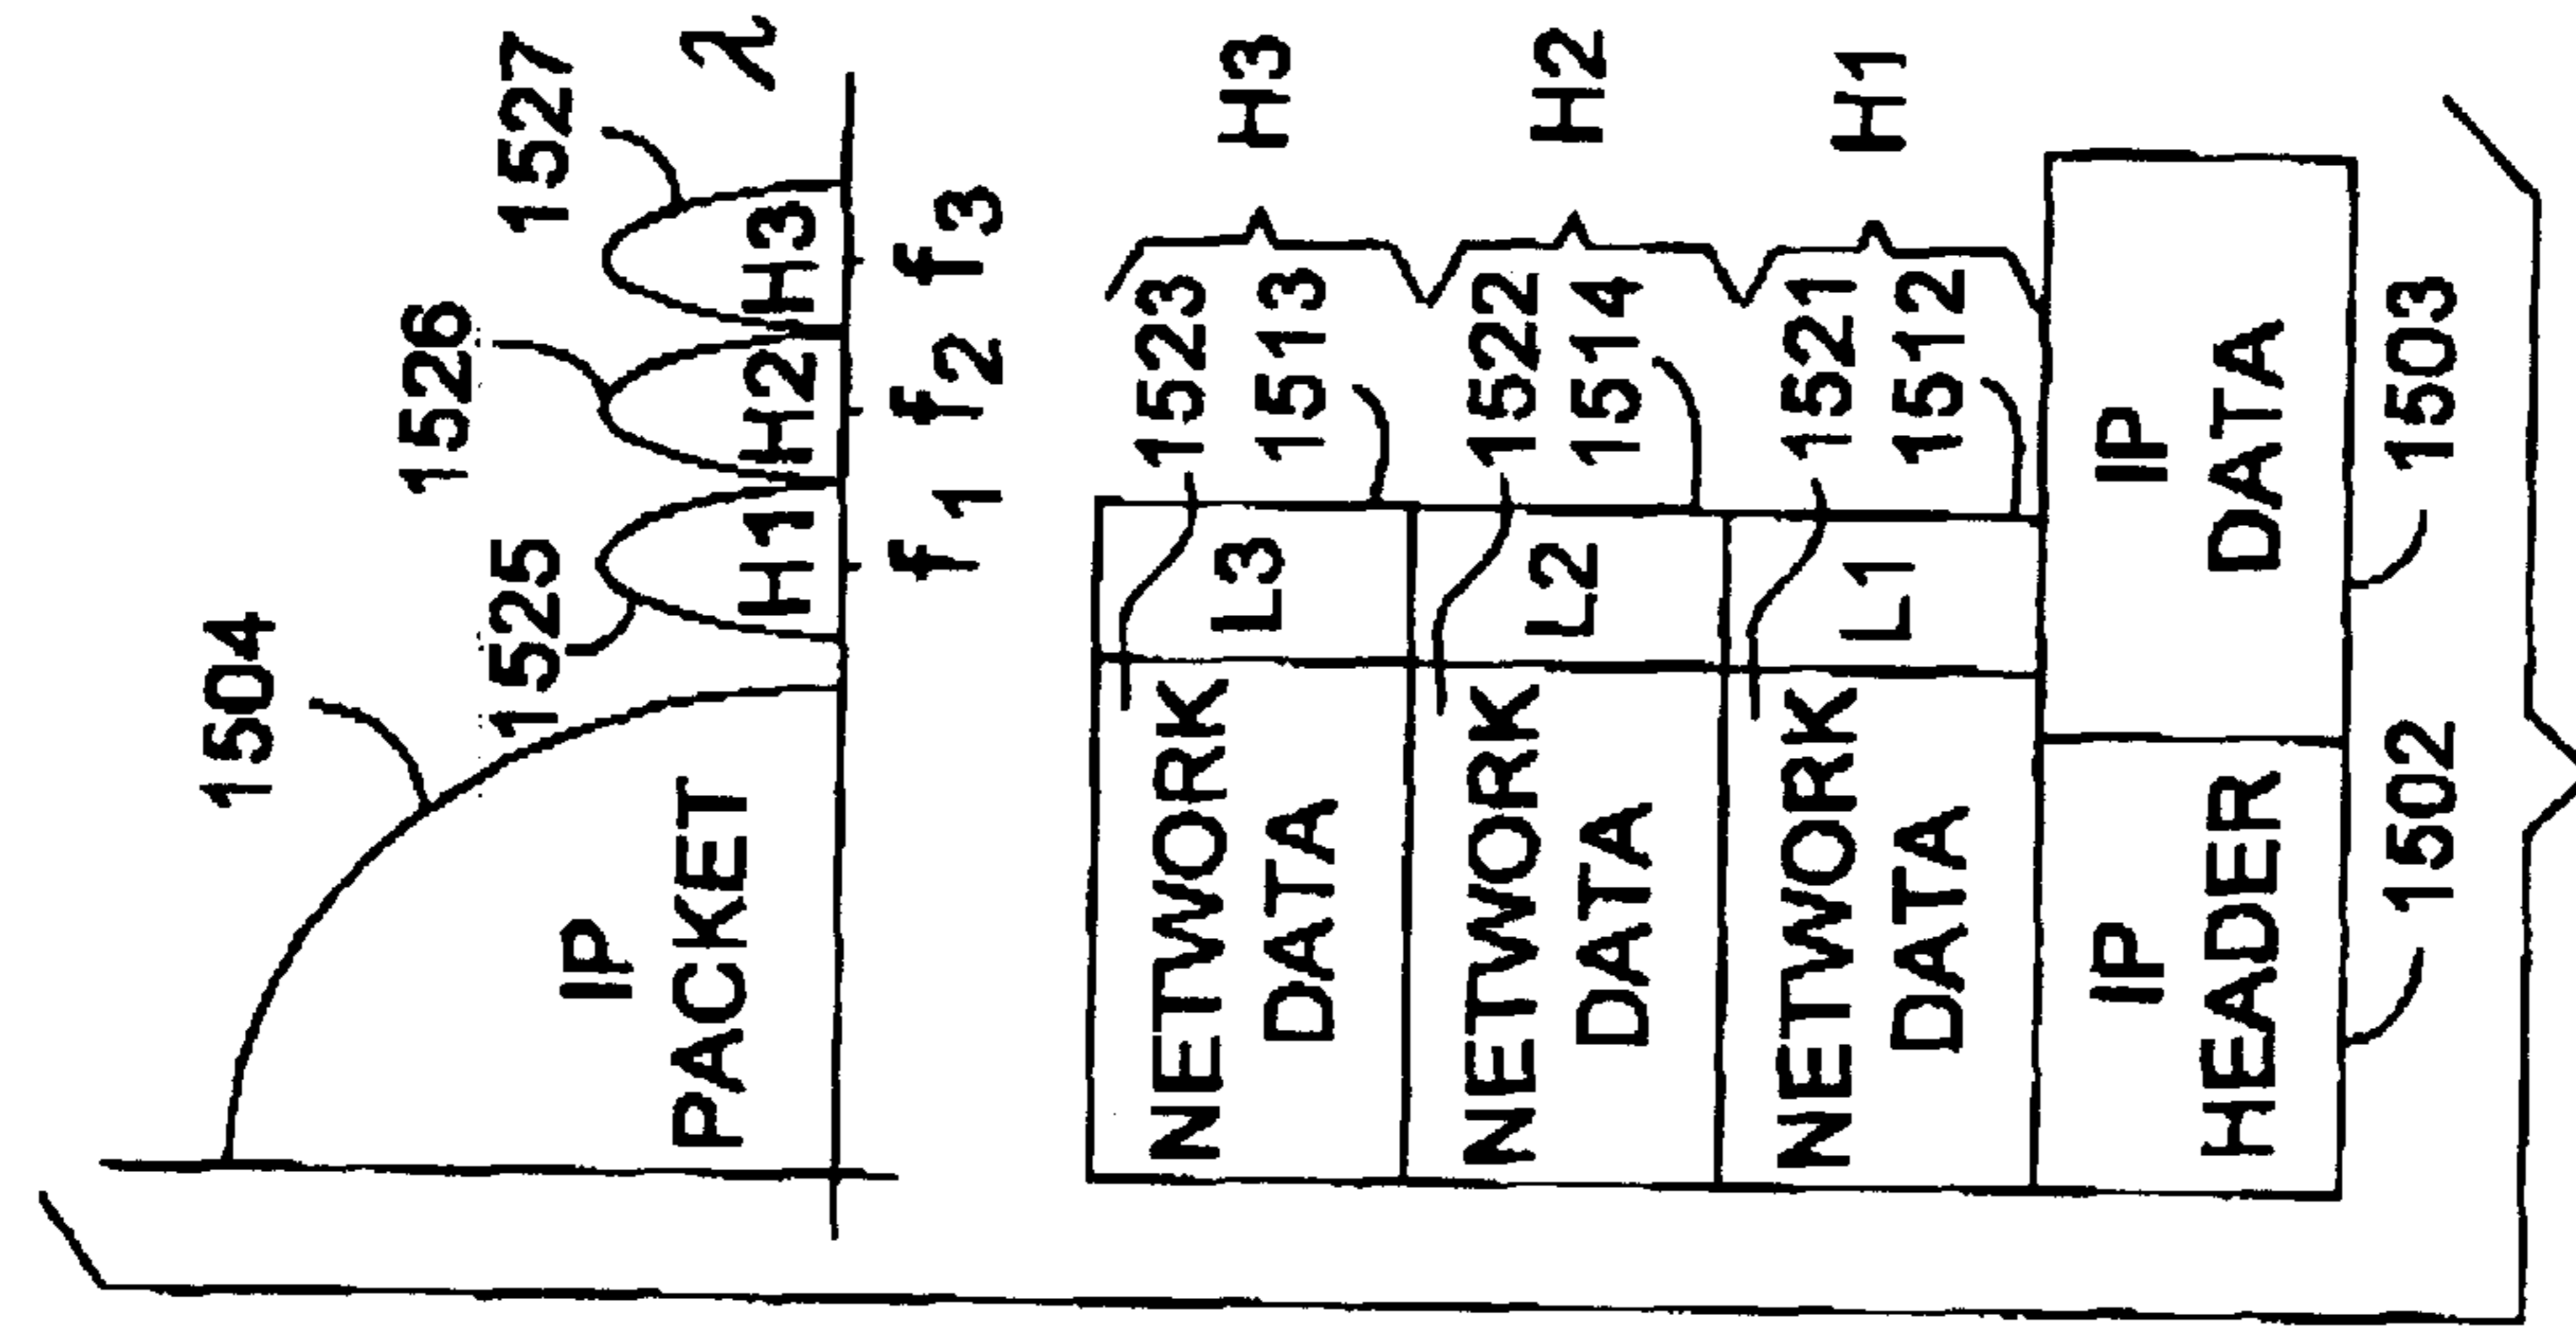 1504
1525
1526
1527
IP
PACKET
H1
H2
H3
λ
f1
f2
f3
NETWORK
DATA
L3
1523
1513
H3
NETWORK
DATA
L2
1522
1514
H2
NETWORK
DATA
L1
1521
1512
H1
IP
HEADER
IP
DATA
1502
1503